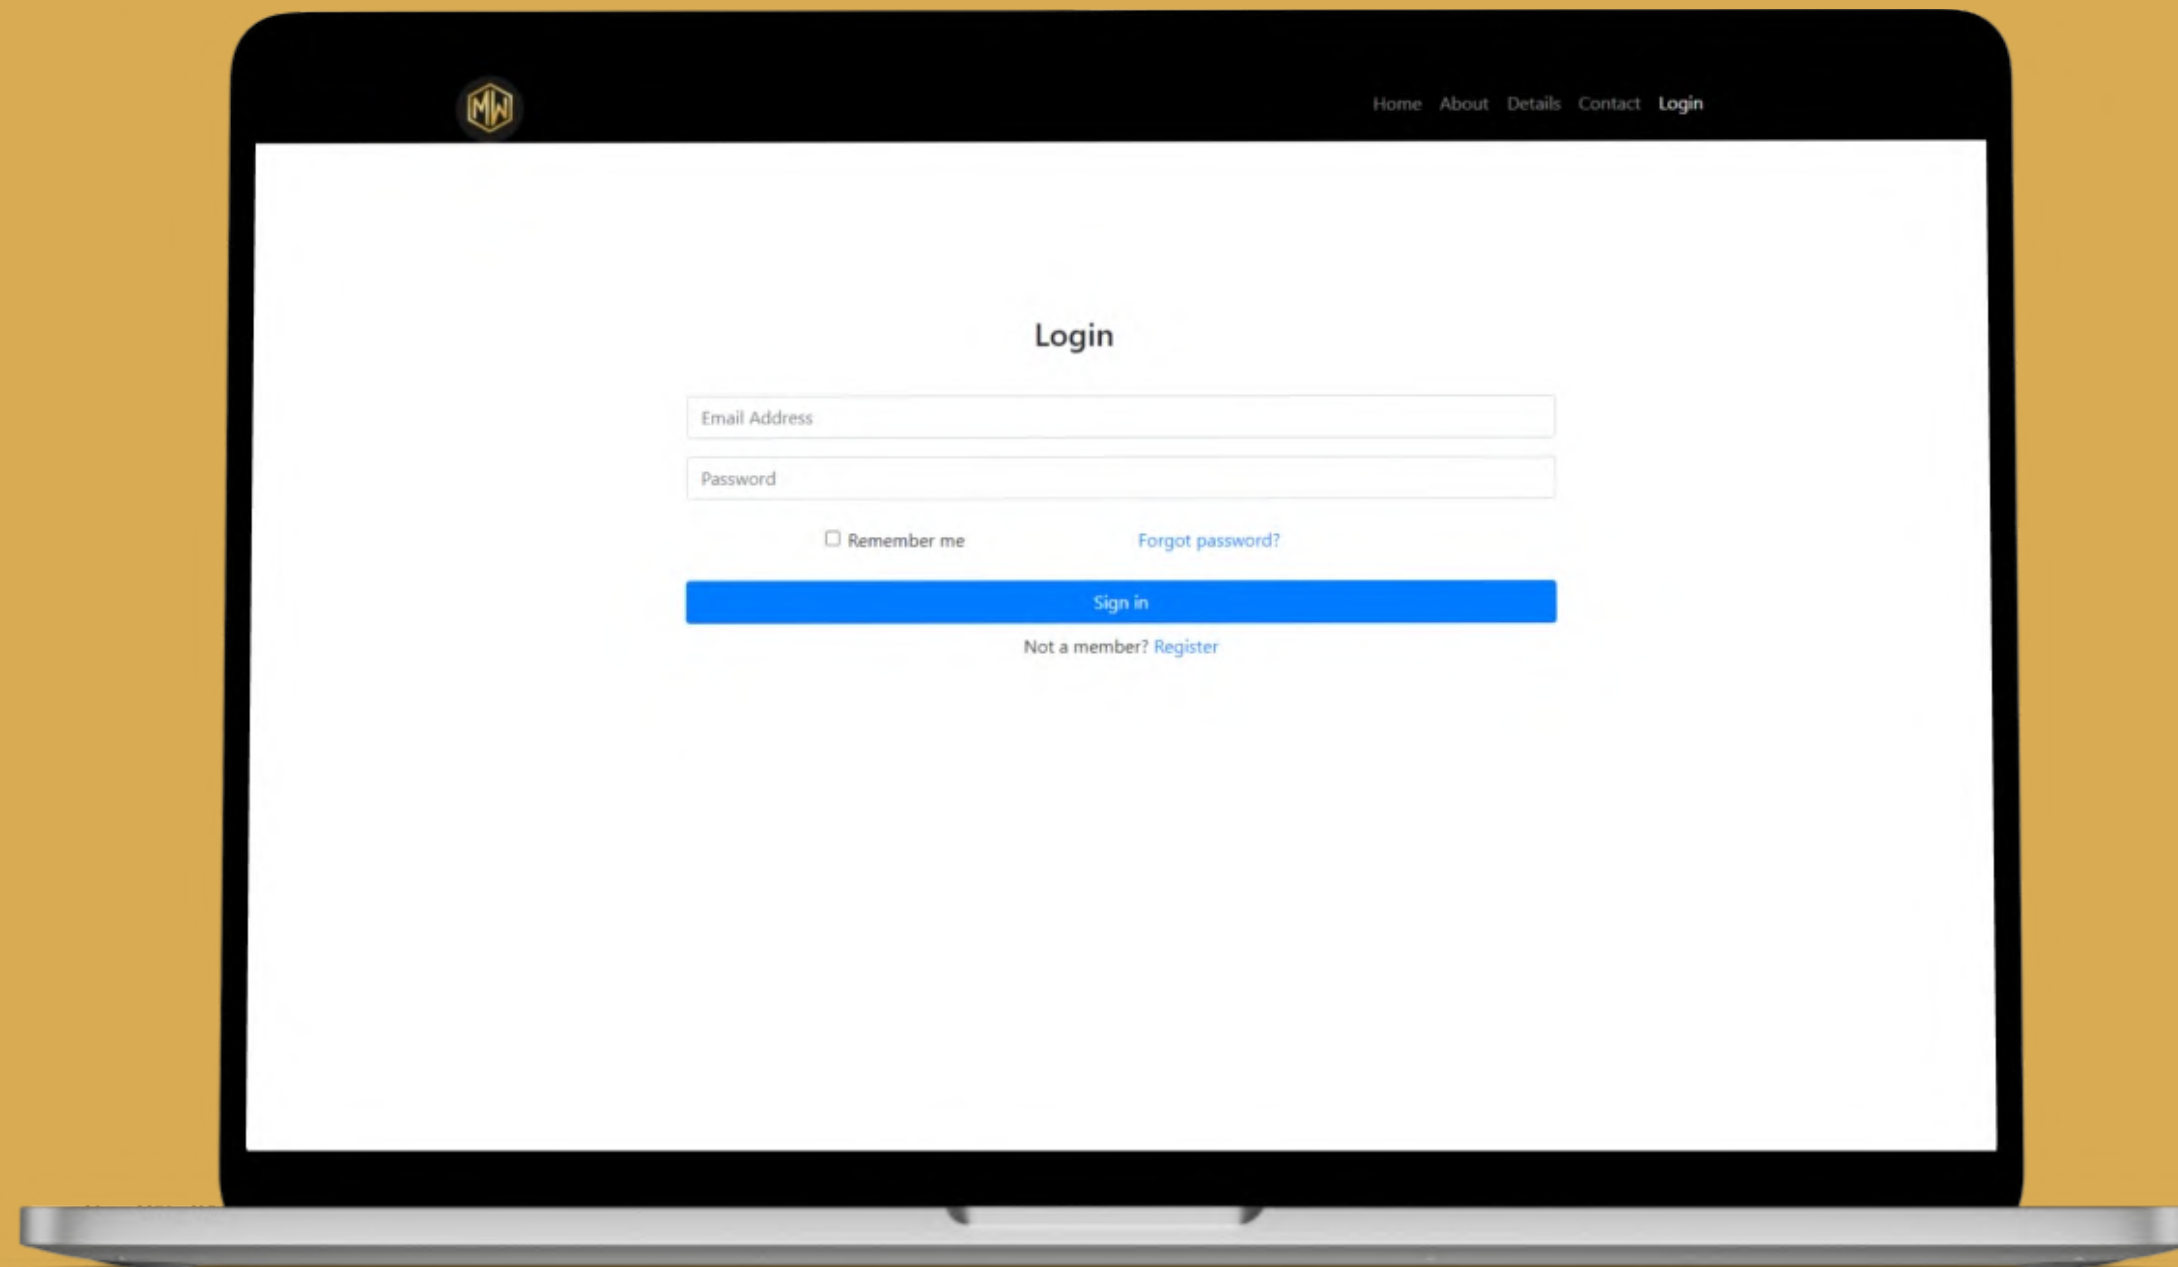 MW
Home About Details Contact Login
Login
Email Address
Password
Remember me Forgot password?
Sign in
Not a member? Register